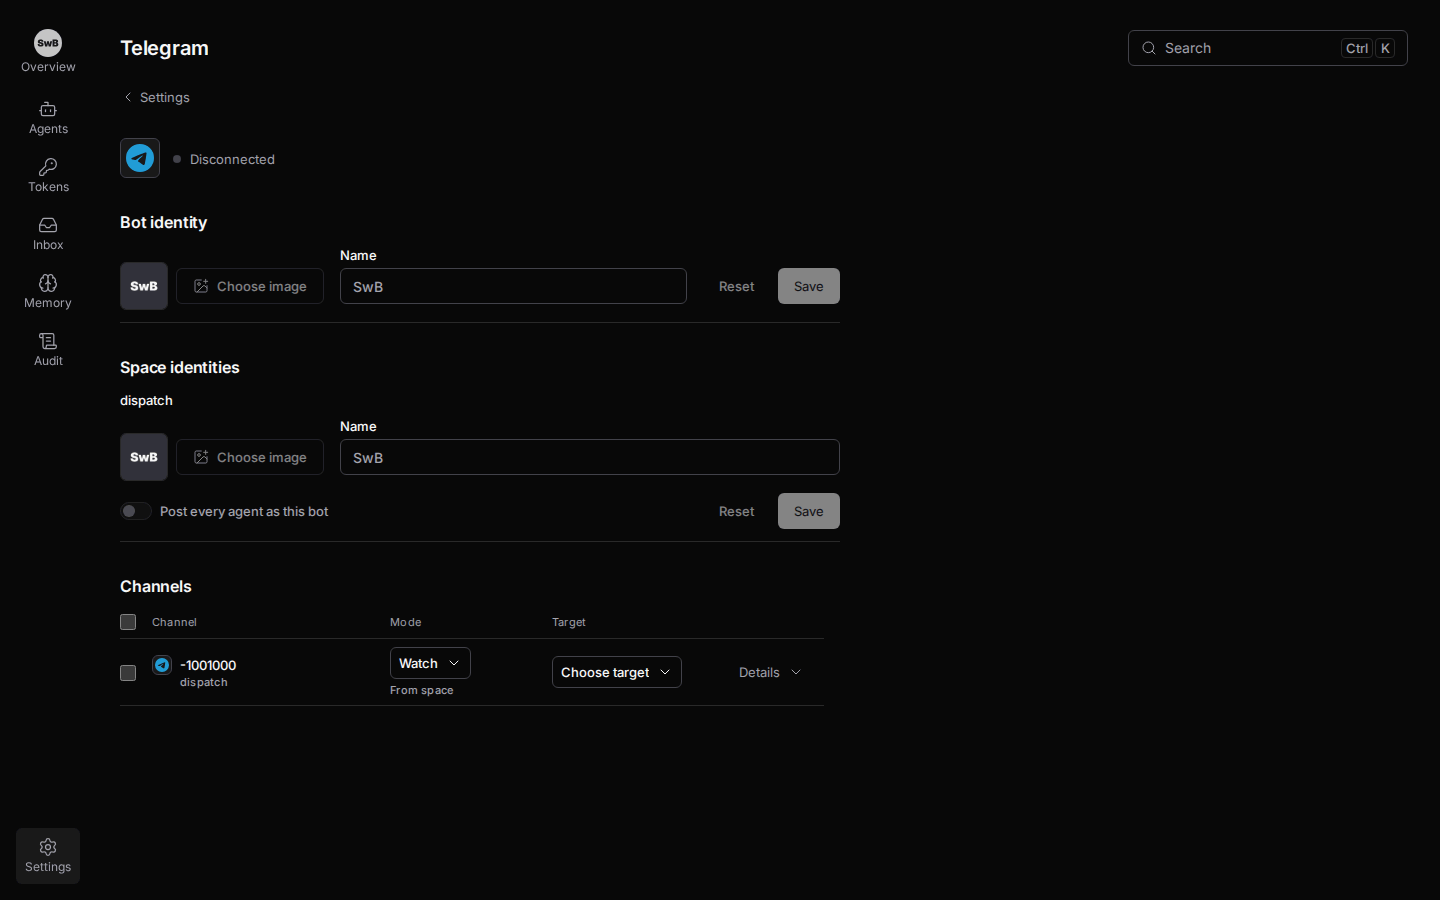 SwB
Overview
Agents
Tokens
Inbox
Memory
Audit
Settings
Telegram
Search Ctrl K
Settings
Disconnected
Bot identity
Name
SwB Choose image SwB Reset Save
Space identities
dispatch
Name
SwB Choose image SwB
Post every agent as this bot Reset Save
Channels
Channel Mode Target
-1001000 Watch Choose target Details
dispatch From space